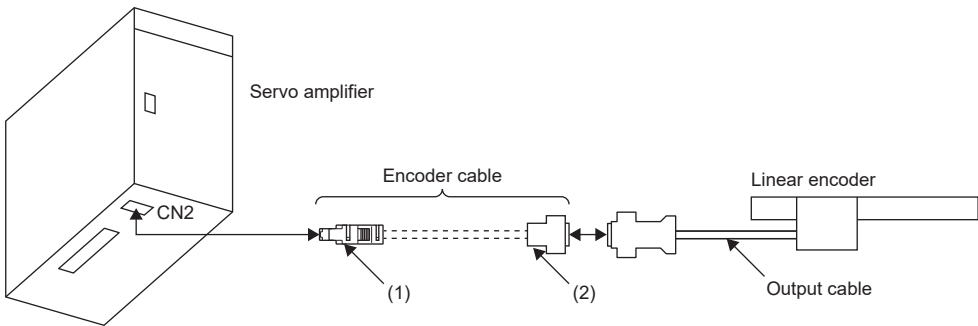 Servo amplifier
Encoder cable
Linear encoder
CN2
(1)
(2)
Output cable